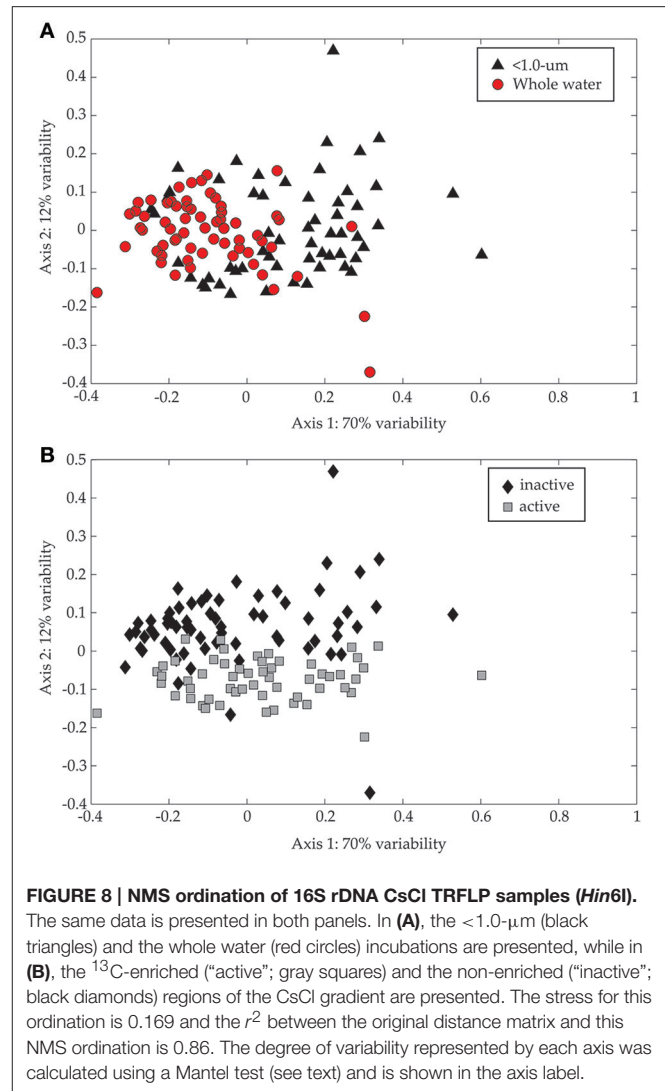 A
0.5
0.4
0.3
0.2
0.1
0
-0.1
-0.2
-0.3
-0.4
Axis 2: 12% variability
<1.0-um
Whole water
-0.4 -0.2 0 0.2 0.4 0.6 0.8 1
Axis 1: 70% variability
B
0.5
0.4
0.3
0.2
0.1
0
-0.1
-0.2
-0.3
-0.4
Axis 2: 12% variability
inactive
active
-0.4 -0.2 0 0.2 0.4 0.6 0.8 1
Axis 1: 70% variability
FIGURE 8 | NMS ordination of 16S rDNA CsCl TRFLP samples (Hin6I).
The same data is presented in both panels. In (A), the <1.0-μm (black
triangles) and the whole water (red circles) incubations are presented, while in
(B), the ¹³C-enriched (“active”; gray squares) and the non-enriched (“inactive”;
black diamonds) regions of the CsCl gradient are presented. The stress for this
ordination is 0.169 and the r² between the original distance matrix and this
NMS ordination is 0.86. The degree of variability represented by each axis was
calculated using a Mantel test (see text) and is shown in the axis label.